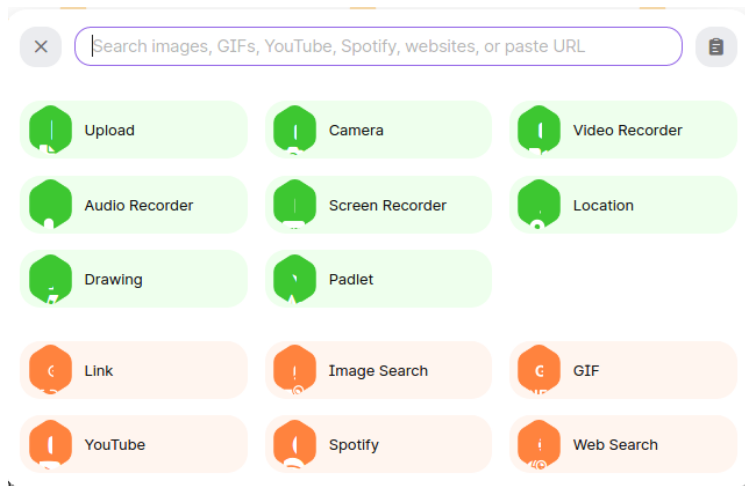 Search images, GIFs, YouTube, Spotify, websites, or paste URL
Upload Camera Video Recorder
Audio Recorder Screen Recorder Location
Drawing Padlet
Link Image Search GIF
YouTube Spotify Web Search